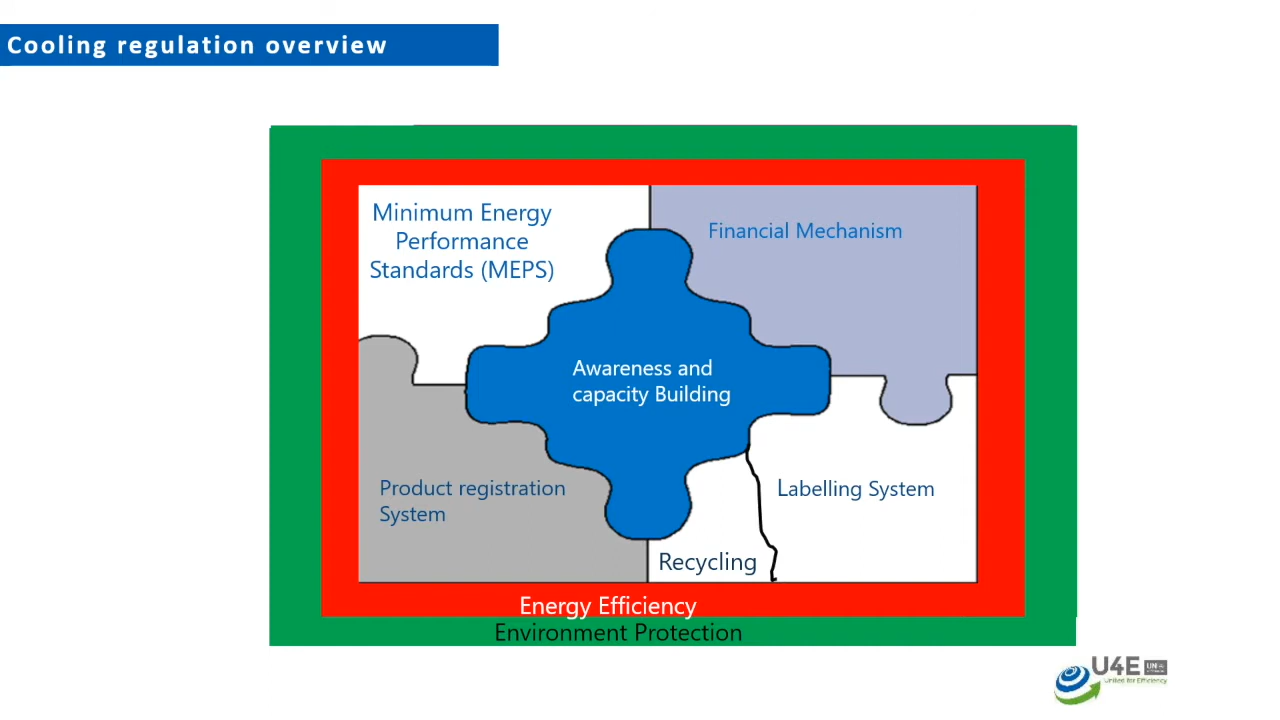 Cooling regulation overview
Minimum Energy
Performance
Standards (MEPS)
Financial Mechanism
Awareness and
capacity Building
Product registration
System
Labelling System
Recycling
Energy Efficiency
Environment Protection
U4E UN
United for Efficiency